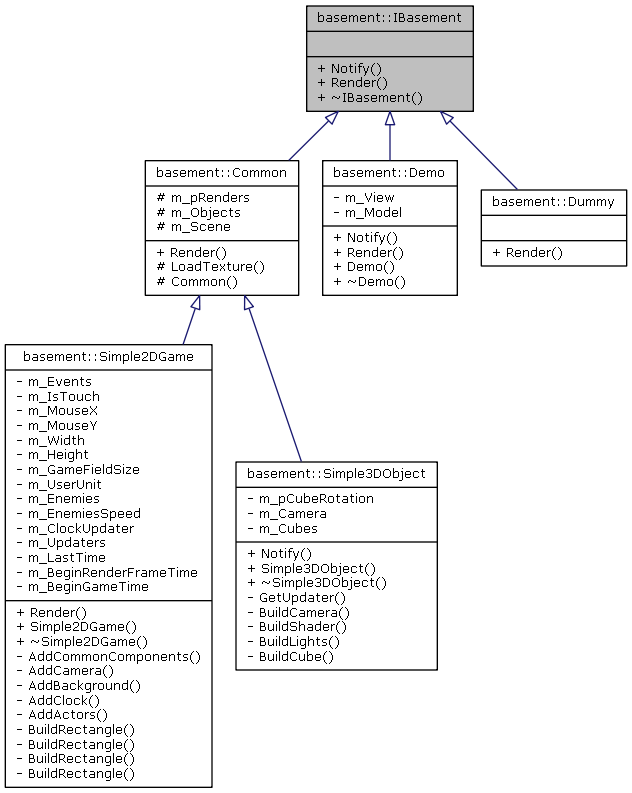 basement::IBasement
+ Notify()
+ Render()
+ ~IBasement()
basement::Common
# m_pRenders
# m_Objects
# m_Scene
+ Render()
# LoadTexture()
# Common()
basement::Demo
- m_View
- m_Model
+ Notify()
+ Render()
+ Demo()
+ ~Demo()
basement::Dummy
+ Render()
basement::Simple2DGame
- m_Events
- m_IsTouch
- m_MouseX
- m_MouseY
- m_Width
- m_Height
- m_GameFieldSize
- m_UserUnit
- m_Enemies
- m_EnemiesSpeed
- m_ClockUpdater
- m_Updaters
- m_LastTime
- m_BeginRenderFrameTime
- m_BeginGameTime
+ Render()
+ Simple2DGame()
+ ~Simple2DGame()
- AddCommonComponents()
- AddCamera()
- AddBackground()
- AddClock()
- AddActors()
- BuildRectangle()
- BuildRectangle()
- BuildRectangle()
- BuildRectangle()
basement::Simple3DObject
- m_pCubeRotation
- m_Camera
- m_Cubes
+ Notify()
+ Simple3DObject()
+ ~Simple3DObject()
- GetUpdater()
- BuildCamera()
- BuildShader()
- BuildLights()
- BuildCube()